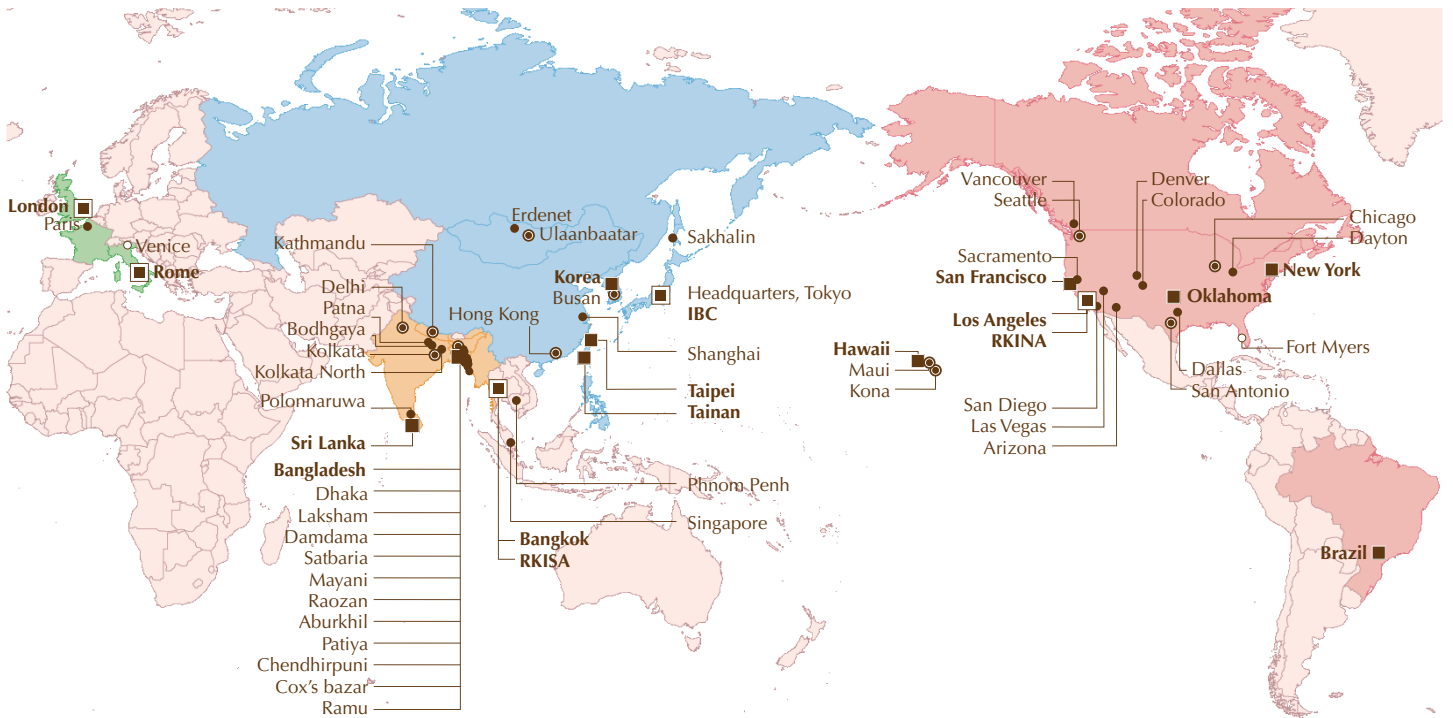 London
Paris
Venice
Rome
Kathmandu
Delhi
Patna
Bodhgaya
Kolkata
Kolkata North
Polonnaruwa
Sri Lanka
Bangladesh
Dhaka
Laksham
Damdama
Satbaria
Mayani
Raozan
Aburkhil
Patiya
Chendhirpuni
Cox's bazar
Ramu
Erdenet
Ulaanbaatar
Sakhalin
Korea
Busan
Headquarters, Tokyo
IBC
Hong Kong
Shanghai
Taipei
Tainan
Phnom Penh
Singapore
Bangkok
RKISA
Vancouver
Seattle
Sacramento
San Francisco
Los Angeles
RKINA
Hawaii
Maui
Kona
San Diego
Las Vegas
Arizona
Denver
Colorado
Chicago
Dayton
New York
Oklahoma
Fort Myers
Dallas
San Antonio
Brazil